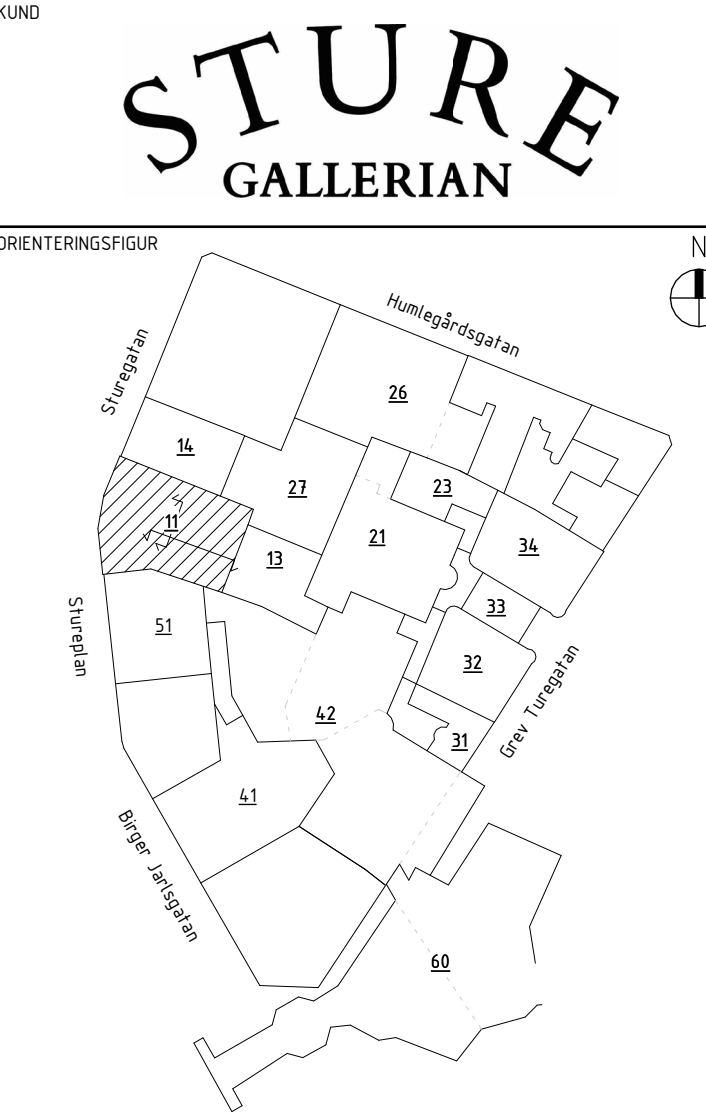 KUND
STURE
GALLERIAN
ORIENTERINGSFIGUR
N
Humlegårdsgatan
Sturegatan
26
14
27
23
11
21
34
13
33
51
Stureplan
32
42
Grev Turegatan
31
41
Birger Jarlsgatan
60